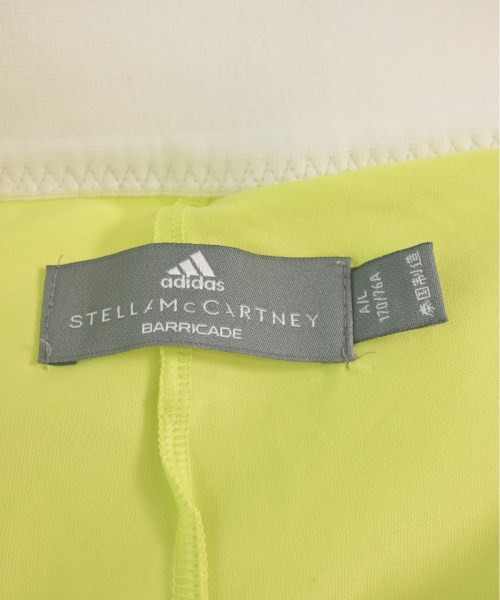 adidas
STELLA McCARTNEY
BARRICADE
A/L
170/76A
泰国制造